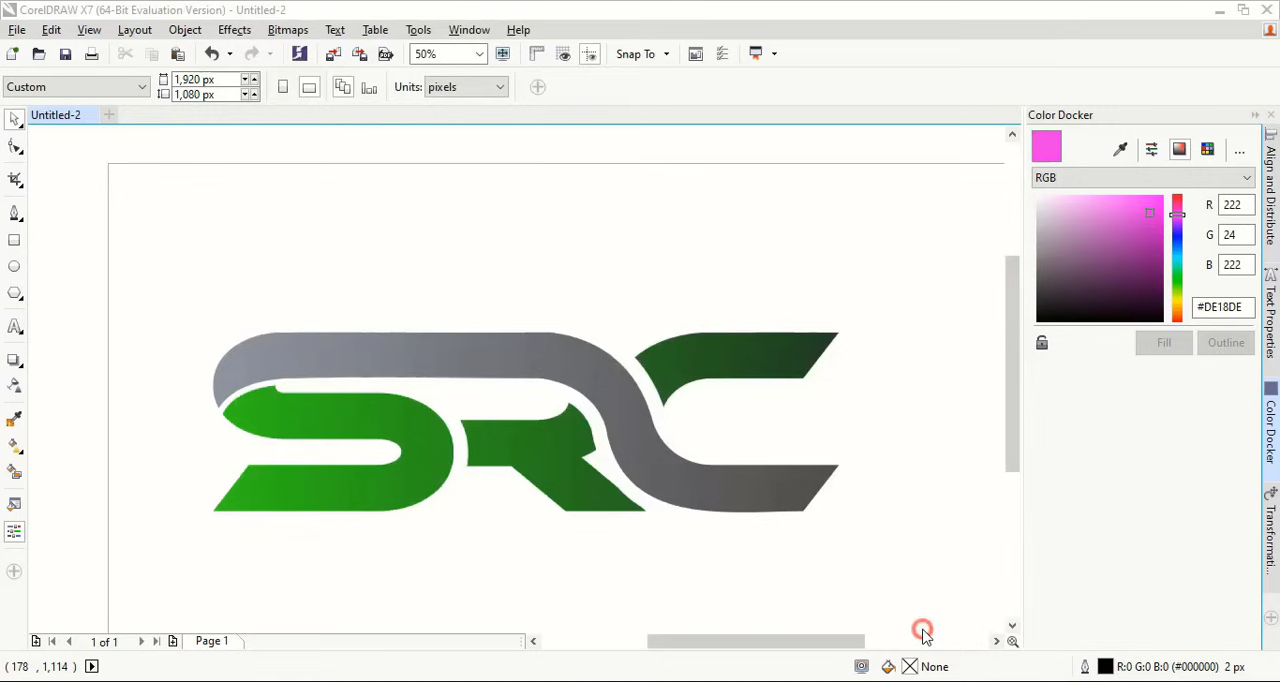 CorelDRAW X7 (64-Bit Evaluation Version) - Untitled-2
File Edit View Layout Object Effects Bitmaps Text Table Tools Window Help
50% Snap To
Custom 1,920 px 1,080 px Units: pixels
Untitled-2
Color Docker
RGB
R 222
G 24
B 222
#DE18DE
Fill Outline
Align and Distribute
Text Properties
Color Docker
Transformati...
SRC
1 of 1 Page 1
(178 , 1,114 ) None R:0 G:0 B:0 (#000000) 2 px